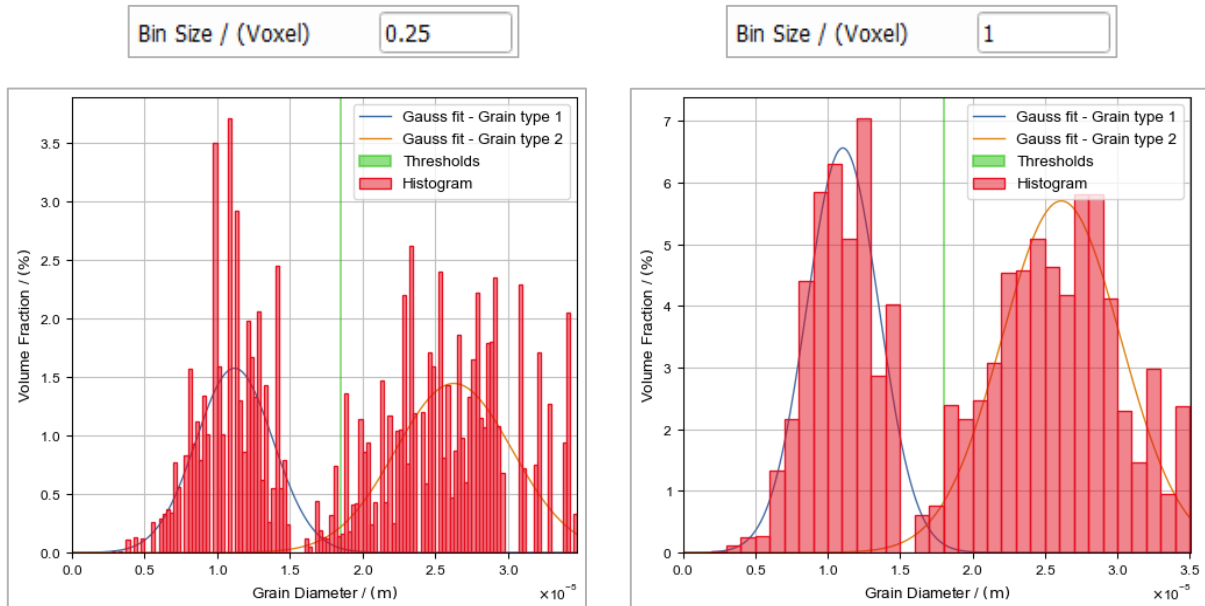 Bin Size / (Voxel) 0.25
Bin Size / (Voxel) 1
Gauss fit - Grain type 1
Gauss fit - Grain type 2
Thresholds
Histogram
3.5
3.0
2.5
2.0
1.5
1.0
0.5
0.0
Volume Fraction / (%)
0.0 0.5 1.0 1.5 2.0 2.5 3.0
Grain Diameter / (m)
×10⁻⁵
Gauss fit - Grain type 1
Gauss fit - Grain type 2
Thresholds
Histogram
7
6
5
4
3
2
1
0
Volume Fraction / (%)
0.0 0.5 1.0 1.5 2.0 2.5 3.0 3.5
Grain Diameter / (m)
×10⁻⁵